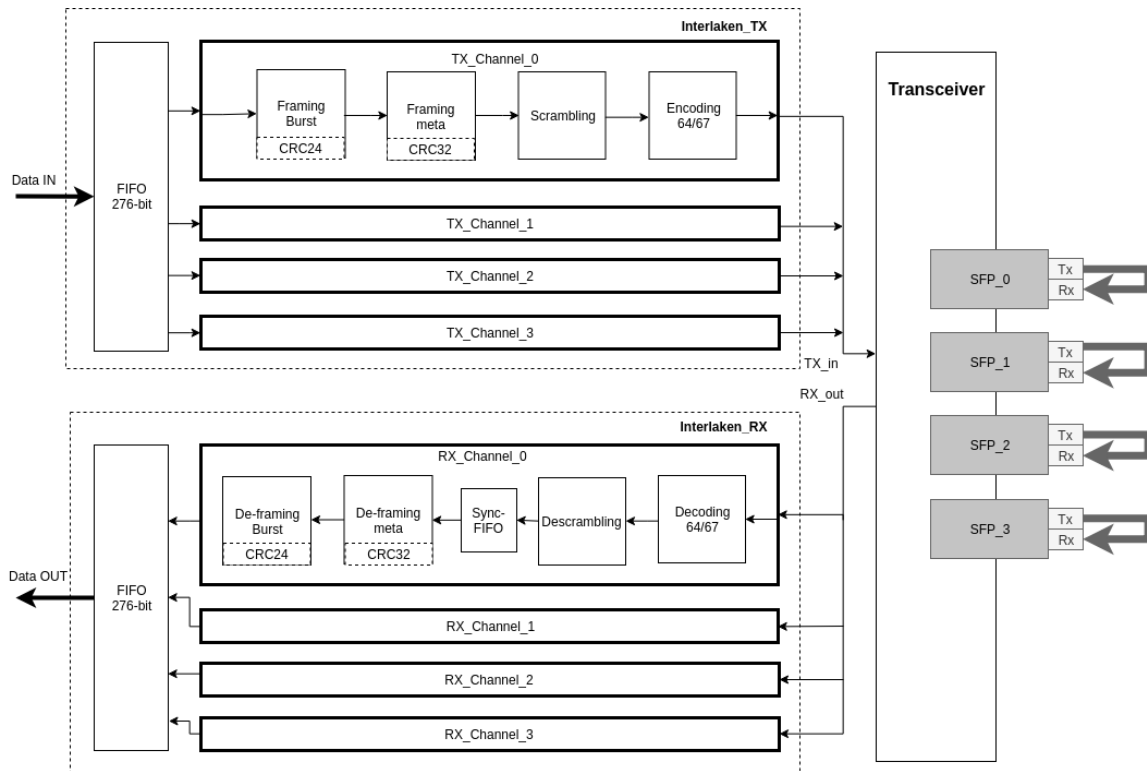 Interlaken_TX
TX_Channel_0
Framing
Burst
CRC24
Framing
meta
CRC32
Scrambling
Encoding
64/67
Data IN
FIFO
276-bit
TX_Channel_1
TX_Channel_2
TX_Channel_3
TX_in
Transceiver
SFP_0
Tx
Rx
SFP_1
Tx
Rx
SFP_2
Tx
Rx
SFP_3
Tx
Rx
RX_out
Interlaken_RX
RX_Channel_0
De-framing
Burst
CRC24
De-framing
meta
CRC32
Sync-
FIFO
Descrambling
Decoding
64/67
Data OUT
FIFO
276-bit
RX_Channel_1
RX_Channel_2
RX_Channel_3